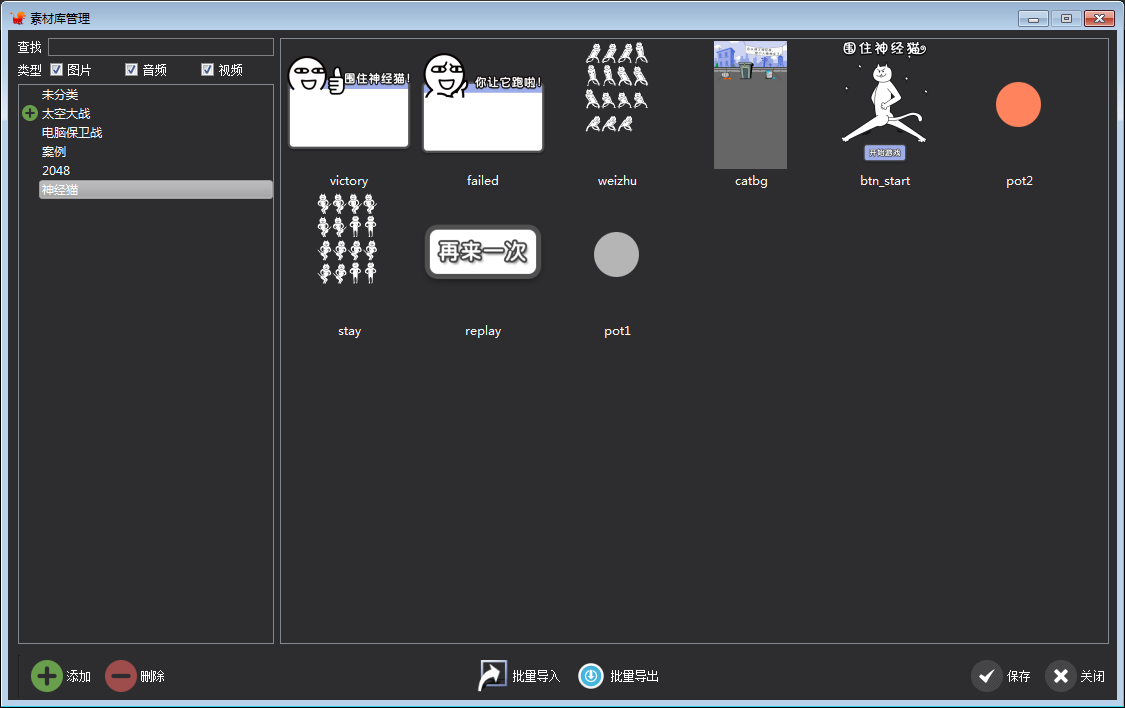 素材库管理
查找
类型 图片 音频 视频
未分类
太空大战
电脑保卫战
案例
2048
神经猫
围住神经猫!
你让它跑啦!
围住神经猫
开始游戏
victory failed weizhu catbg btn_start pot2
再来一次
stay replay pot1
添加 删除 批量导入 批量导出 保存 关闭